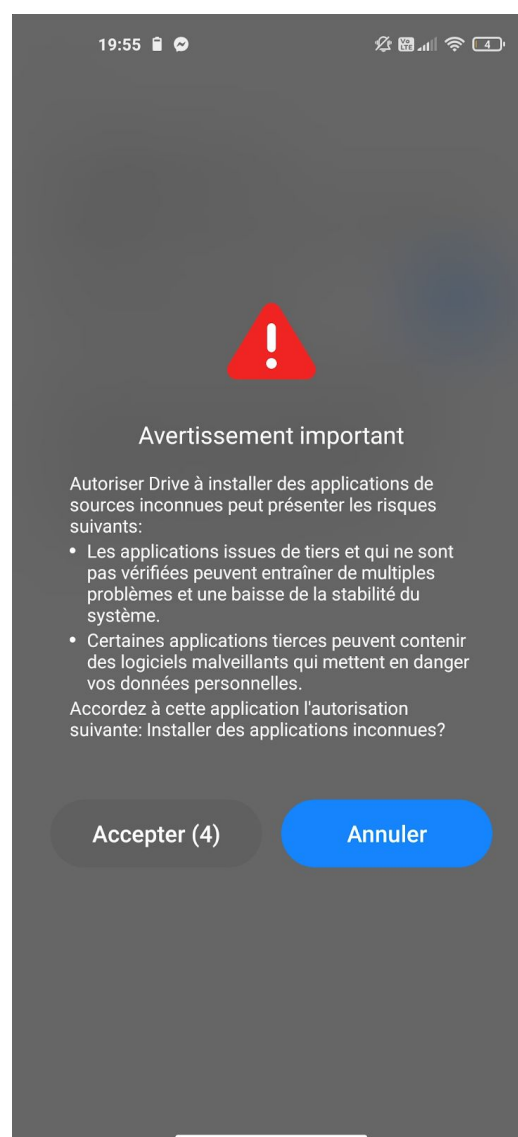 19:55
Vo
LTE
4
Avertissement important
Autoriser Drive à installer des applications de
sources inconnues peut présenter les risques
suivants:
• Les applications issues de tiers et qui ne sont
pas vérifiées peuvent entraîner de multiples
problèmes et une baisse de la stabilité du
système.
• Certaines applications tierces peuvent contenir
des logiciels malveillants qui mettent en danger
vos données personnelles.
Accordez à cette application l'autorisation
suivante: Installer des applications inconnues?
Accepter (4)
Annuler